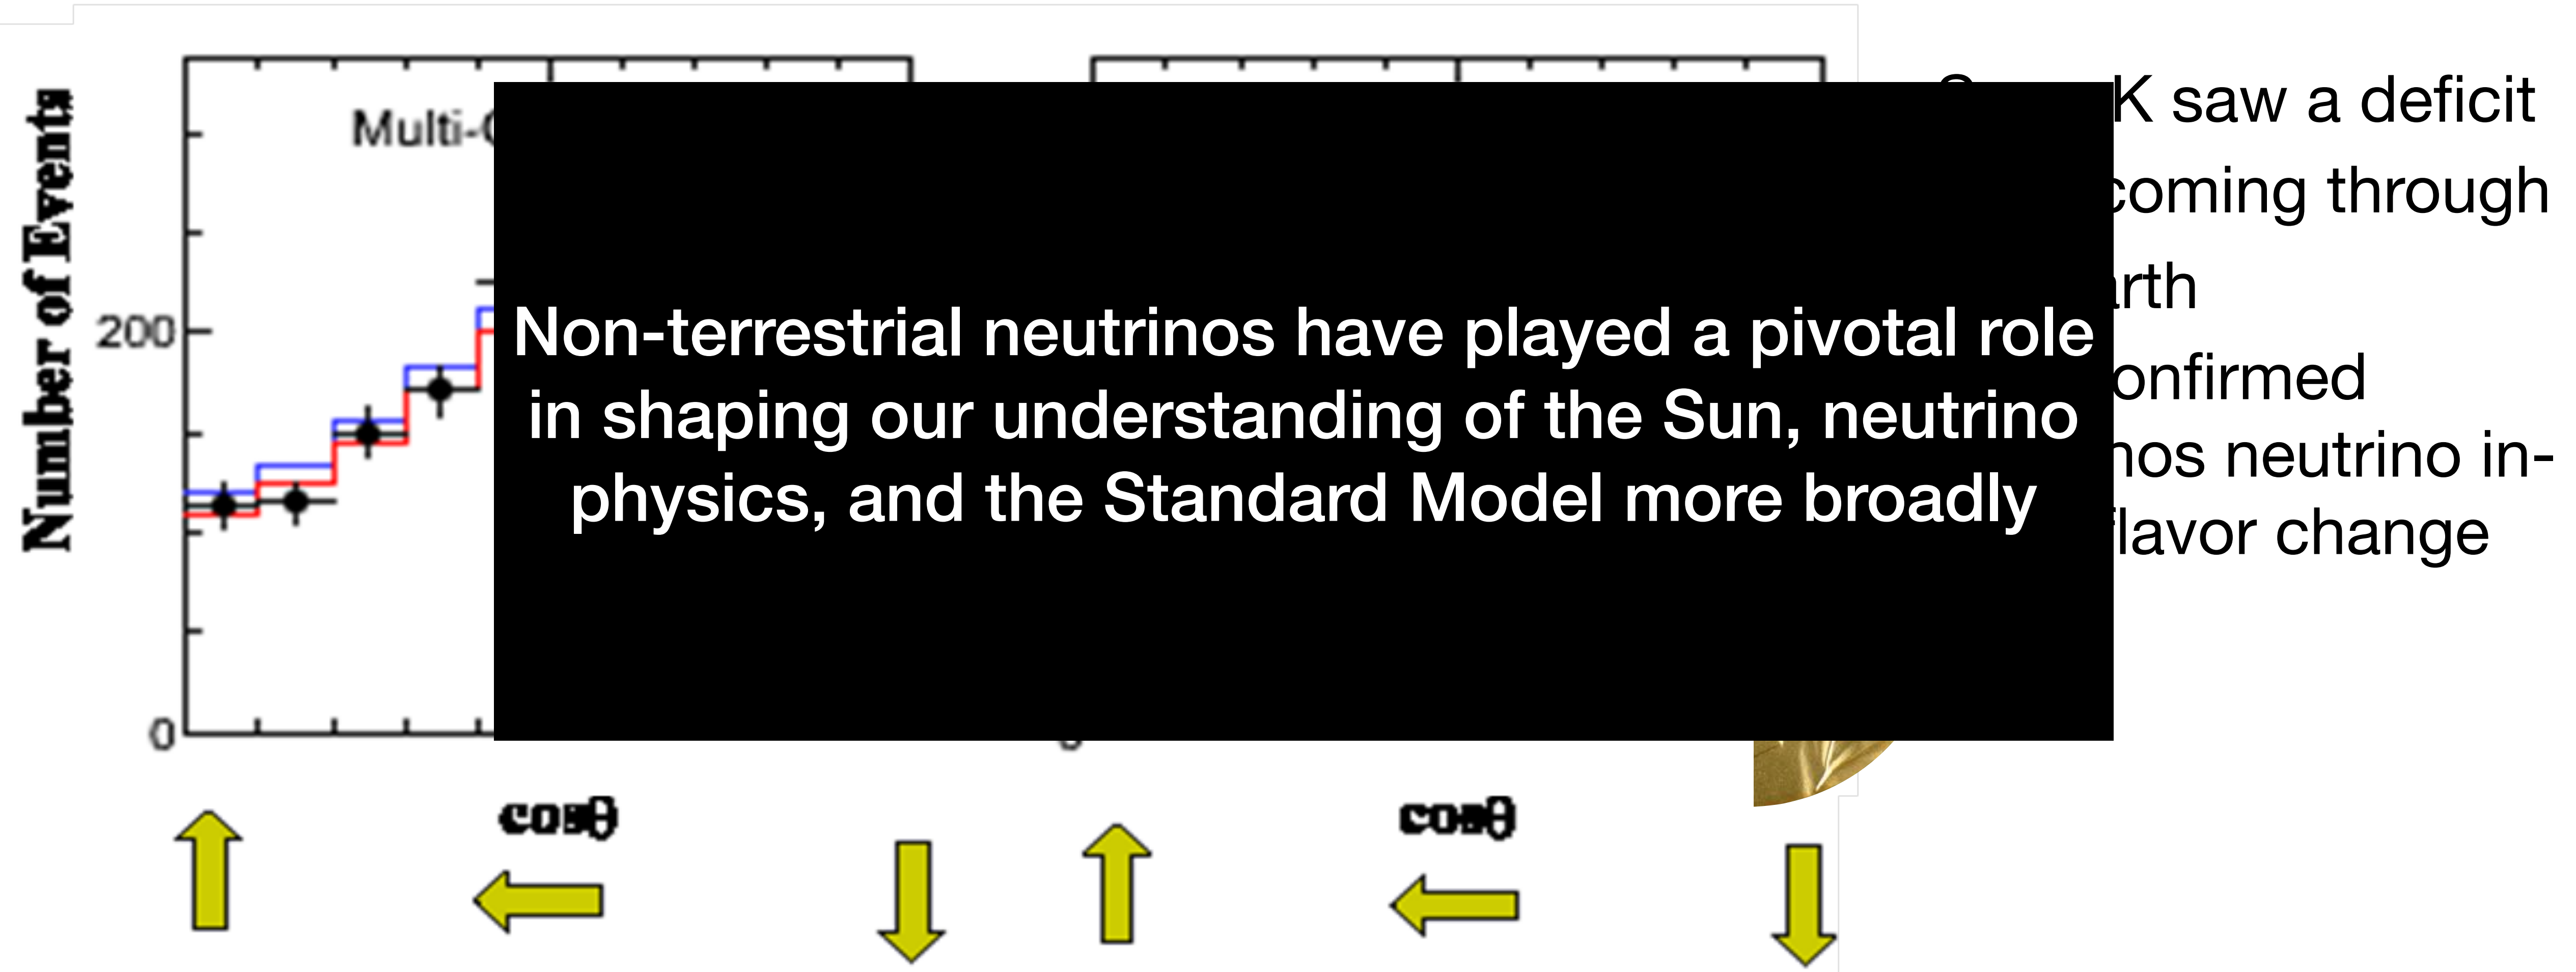 Number of Events
Multi-
200
0
cosθ
cosθ
Non-terrestrial neutrinos have played a pivotal role
in shaping our understanding of the Sun, neutrino
physics, and the Standard Model more broadly
K saw a deficit
coming through
arth
onfirmed
nos neutrino in-
flavor change